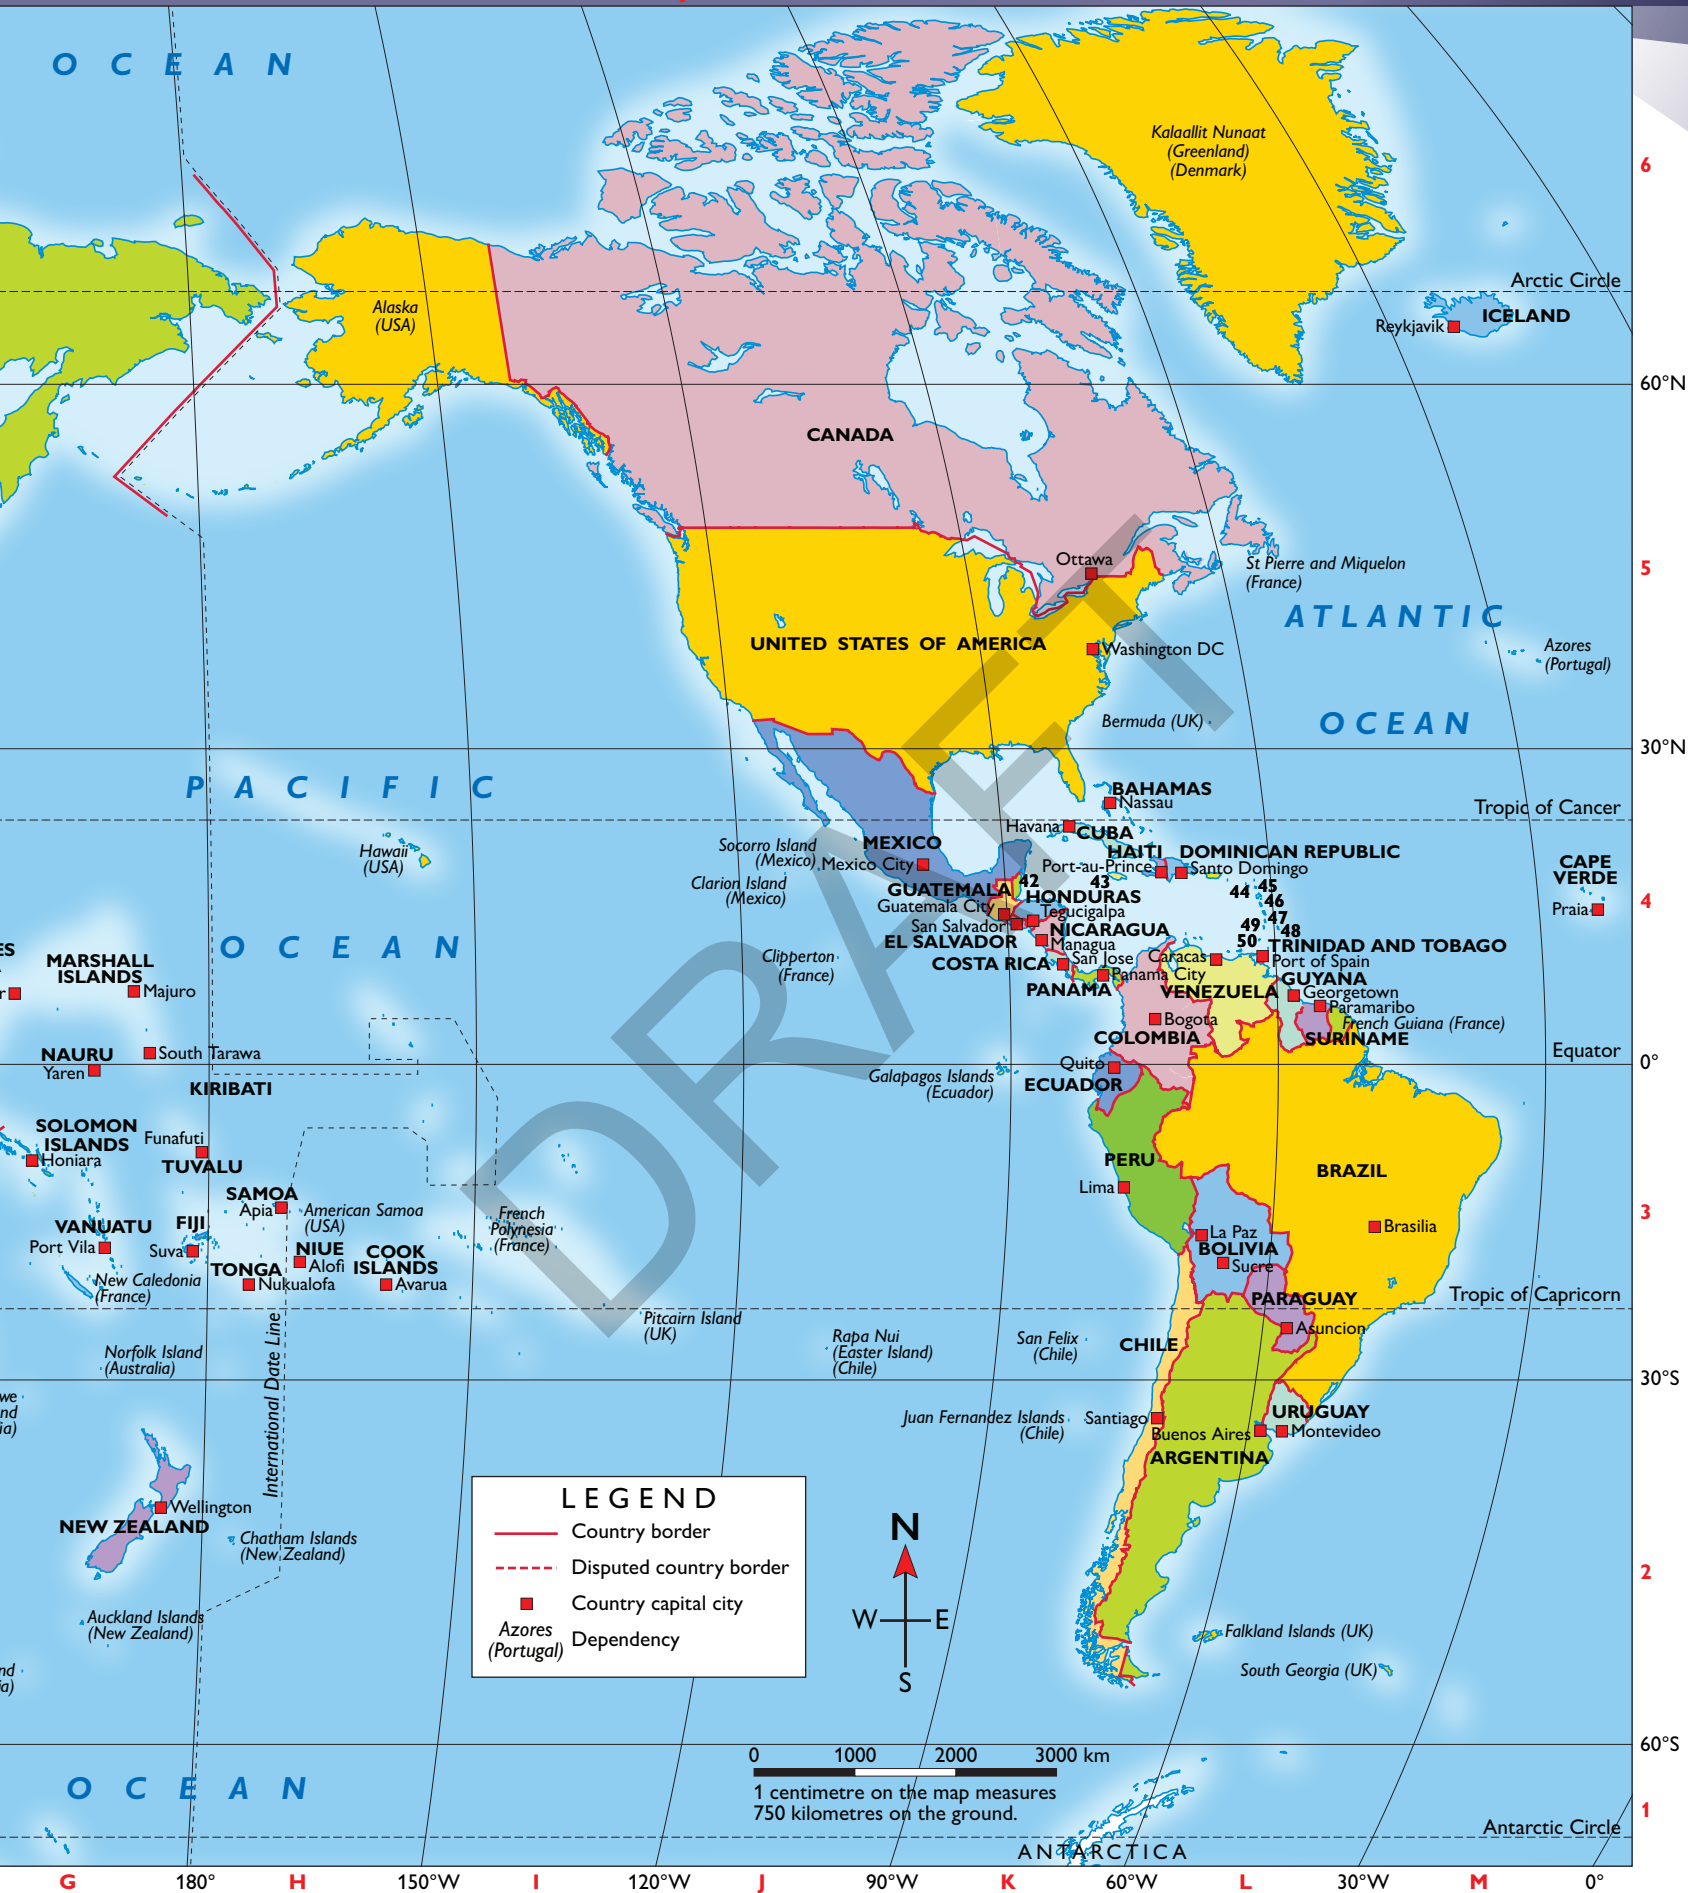 OCEAN
Kalaallit Nunaat
(Greenland)
(Denmark)
6
Arctic Circle
ICELAND
Reykjavik
Alaska
(USA)
60°N
CANADA
Ottawa
St Pierre and Miquelon
(France)
5
ATLANTIC
UNITED STATES OF AMERICA
Washington DC
Azores
(Portugal)
Bermuda (UK)
OCEAN
30°N
PACIFIC
BAHAMAS
Nassau
Tropic of Cancer
Havana
CUBA
Hawaii
(USA)
Socorro Island
(Mexico)
MEXICO
Mexico City
HAITI
DOMINICAN REPUBLIC
Port-au-Prince
Santo Domingo
CAPE
VERDE
Praia
4
Clarion Island
(Mexico)
42
43
44
45
46
47
48
49
50
GUATEMALA
Guatemala City
HONDURAS
Tegucigalpa
San Salvador
EL SALVADOR
NICARAGUA
Managua
COSTA RICA
San Jose
PANAMA
Panama City
Caracas
TRINIDAD AND TOBAGO
Port of Spain
OCEAN
ES
MARSHALL
ISLANDS
Majuro
r
Clipperton
(France)
VENEZUELA
GUYANA
Georgetown
Paramaribo
French Guiana (France)
SURINAME
Bogota
COLOMBIA
NAURU
Yaren
South Tarawa
KIRIBATI
Equator
0°
Quito
ECUADOR
Galapagos Islands
(Ecuador)
SOLOMON
ISLANDS
Honiara
Funafuti
TUVALU
PERU
Lima
BRAZIL
Brasilia
3
SAMOA
Apia
American Samoa
(USA)
French
Polynesia
(France)
VANUATU
Port Vila
FIJI
Suva
NIUE
Alofi
COOK
ISLANDS
Avarua
TONGA
Nukualofa
New Caledonia
(France)
La Paz
BOLIVIA
Sucre
PARAGUAY
Asuncion
Tropic of Capricorn
Pitcairn Island
(UK)
Norfolk Island
(Australia)
International Date Line
Rapa Nui
(Easter Island)
(Chile)
San Felix
(Chile)
CHILE
30°S
we
nd
ia)
Juan Fernandez Islands
(Chile)
Santiago
URUGUAY
Montevideo
Buenos Aires
ARGENTINA
Wellington
NEW ZEALAND
Chatham Islands
(New Zealand)
Auckland Islands
(New Zealand)
nd
ia)
LEGEND
Country border
Disputed country border
Country capital city
Azores
(Portugal)
Dependency
N
W
E
S
2
Falkland Islands (UK)
South Georgia (UK)
60°S
0 1000 2000 3000 km
1 centimetre on the map measures
750 kilometres on the ground.
OCEAN
1
Antarctic Circle
ANTARCTICA
G 180° H 150°W I 120°W J 90°W K 60°W L 30°W M 0°
DRAFT